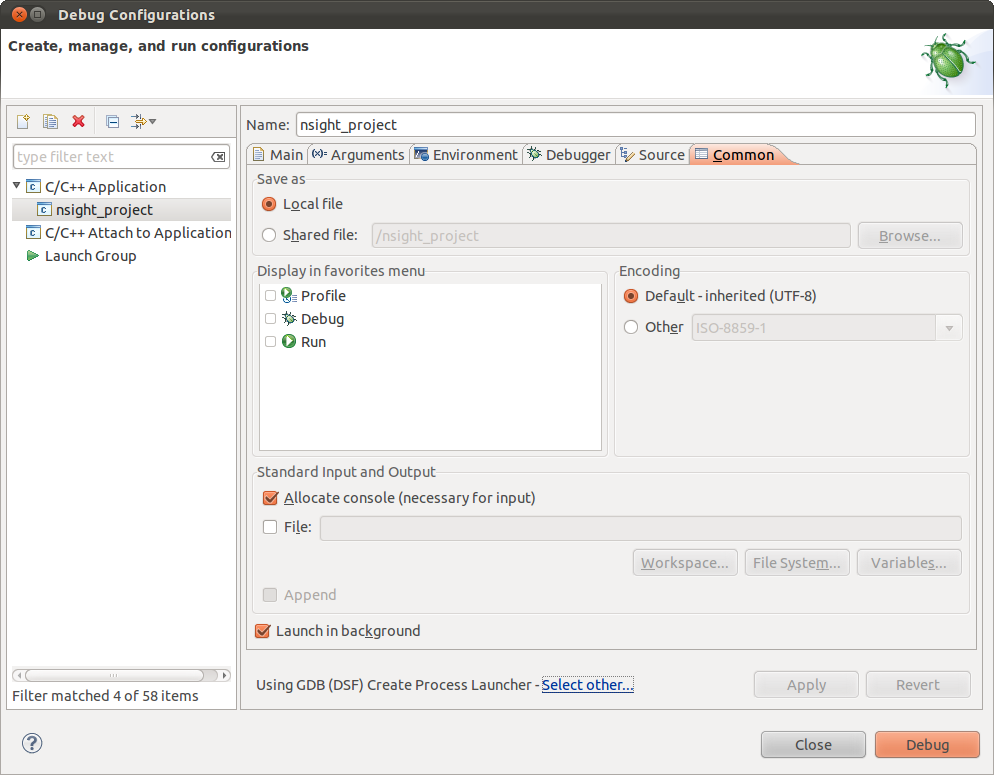 Debug Configurations
Create, manage, and run configurations
type filter text
C/C++ Application
nsight_project
C/C++ Attach to Application
Launch Group
Filter matched 4 of 58 items
Name: nsight_project
Main Arguments Environment Debugger Source Common
Save as
Local file
Shared file: /nsight_project Browse...
Display in favorites menu
Profile
Debug
Run
Encoding
Default - inherited (UTF-8)
Other ISO-8859-1
Standard Input and Output
Allocate console (necessary for input)
File:
Workspace... File System... Variables...
Append
Launch in background
Using GDB (DSF) Create Process Launcher - Select other...
Apply Revert
? Close Debug